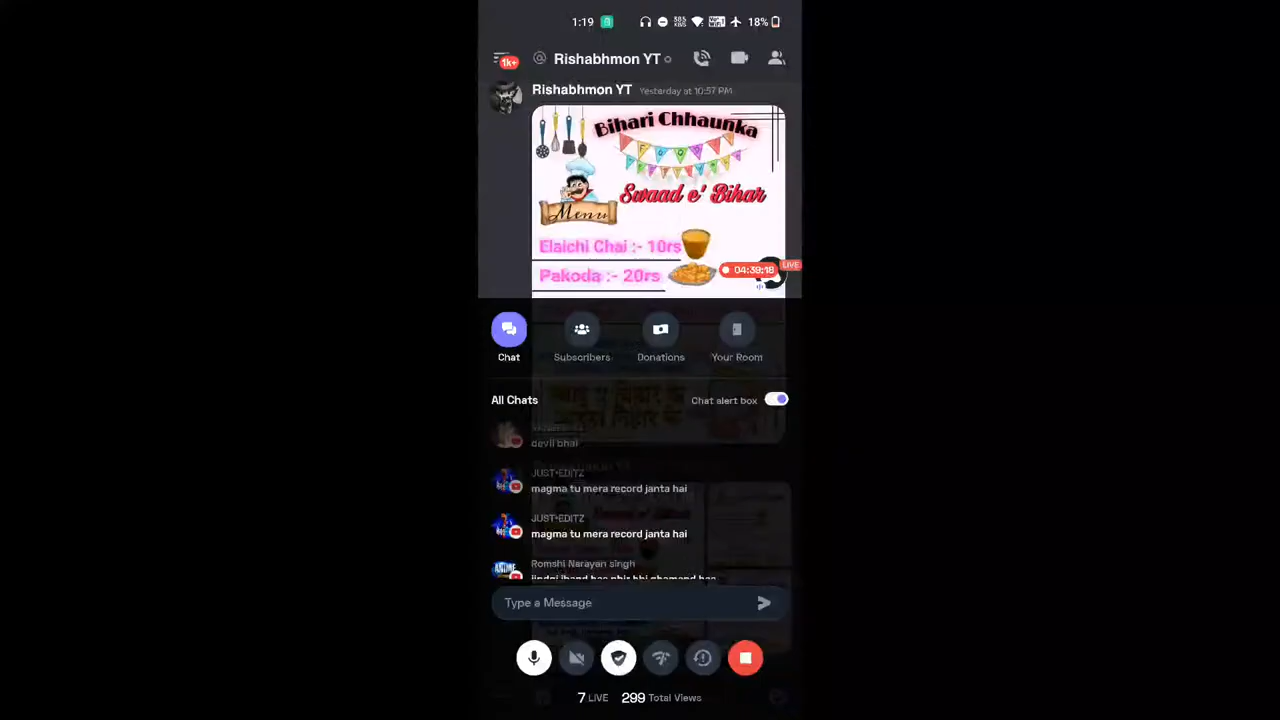 1:19
18%
1k+
@ Rishabhmon YT
Rishabhmon YT Yesterday at 10:57 PM
Bihari Chhaunka
FOOD
Swaad e' Bihar
Menu
Elaichi Chai :- 10rs
Pakoda :- 20rs
04:39:18
LIVE
Chat
Subscribers
Donations
Your Room
All Chats
Chat alert box
devil bhai
JUST•EDITZ
magma tu mera record janta hai
JUST•EDITZ
magma tu mera record janta hai
Romshi Narayan singh
Type a Message
7 LIVE 299 Total Views